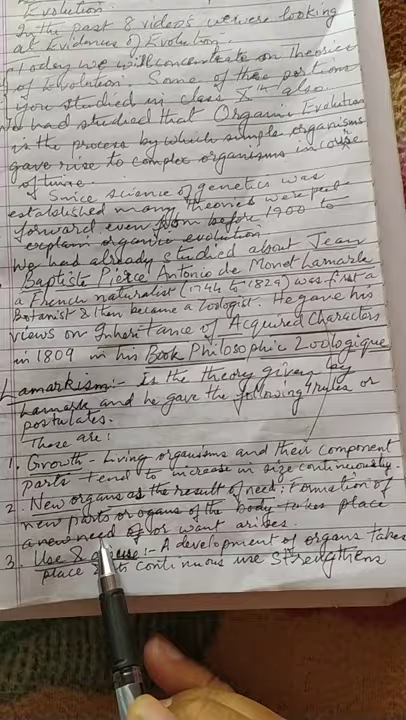 Evolution.
In the past 8 videos we were looking
at Evidences of Evolution.
Today we will concentrate on Theories
of Evolution. Some of these portions
you studied in class Xth also.
We had studied that Organic Evolution
is the process by which simple organisms
gave rise to complex organisms in course
of time.
Since science of genetics was
established many theories were put
forward even from before 1900 to
explain organic evolution.
We had already studied about Jean
Baptiste Pierre Antonio de Monet Lamarck
a French naturalist (1744 to 1829) was first a
Botanist & then became a Zoologist. He gave his
views on Inheritance of Acquired Characters
in 1809 in his Book Philosophic Zoologique
Lamarkism:- is the theory given by
Lamark and he gave the following 4 rules or
postulates.
These are:
1. Growth - Living organisms and their component
parts tend to increase in size continuously.
2. New organs as the result of need: Formation of
new parts or ogans of the body takes place
a new need of or want arises.
3. Use & :- A development of organs takes
place to continuous use strengthens